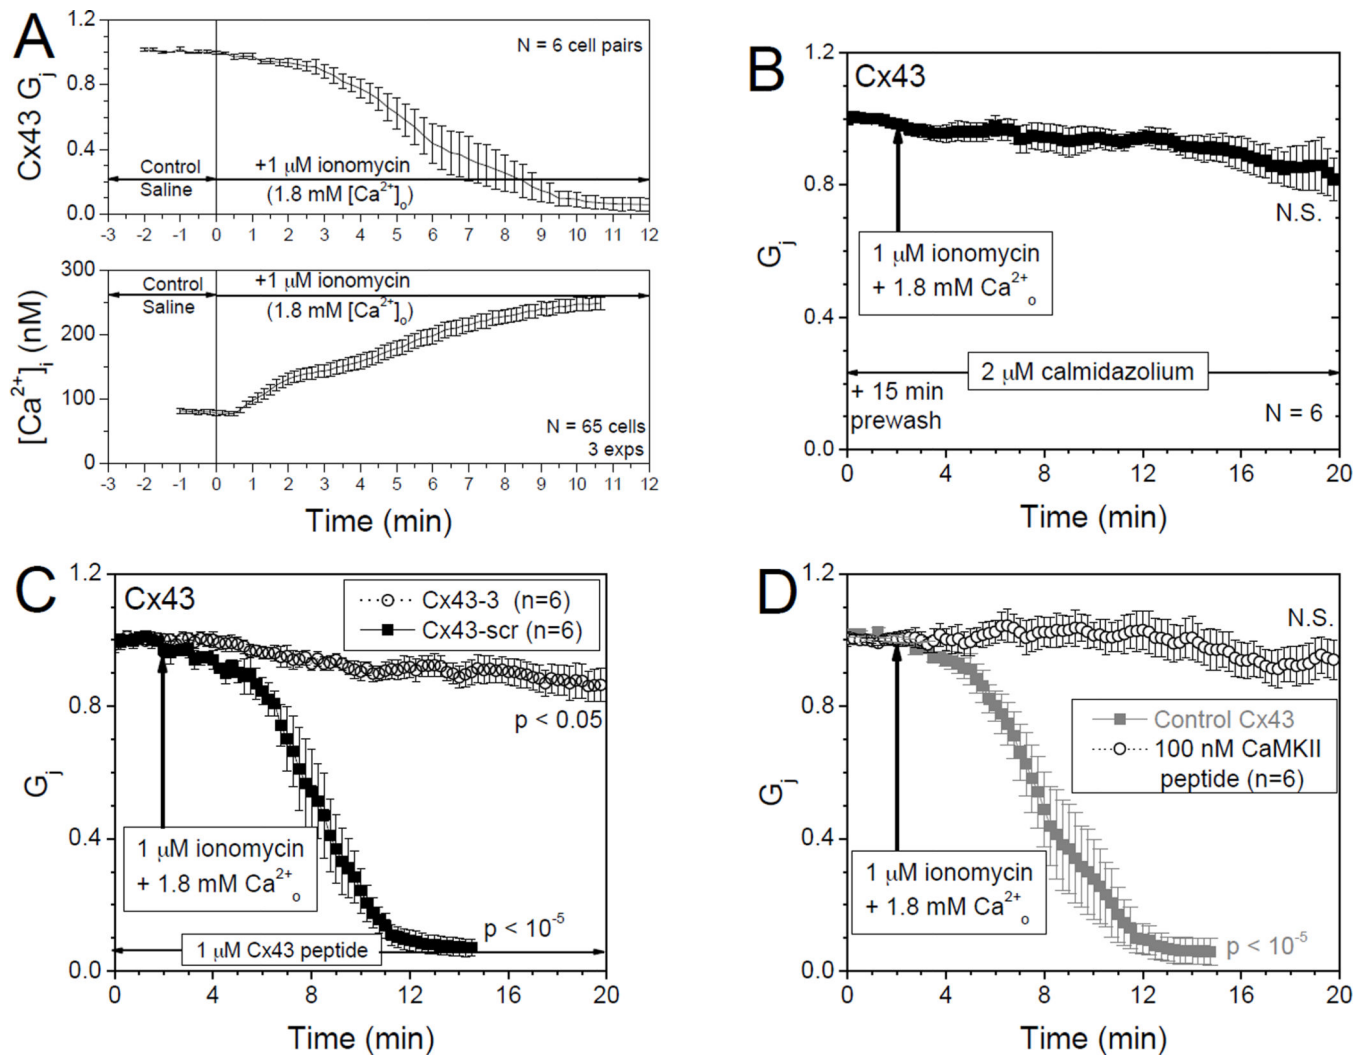 A
Cx43 Gj
1.2
0.8
0.4
0.0
N = 6 cell pairs
Control
Saline
+1 μM ionomycin
(1.8 mM [Ca2+]o)
-3 -2 -1 0 1 2 3 4 5 6 7 8 9 10 11 12
[Ca2+]i (nM)
300
200
100
0
Control
Saline
+1 μM ionomycin
(1.8 mM [Ca2+]o)
N = 65 cells
3 exps
-3 -2 -1 0 1 2 3 4 5 6 7 8 9 10 11 12
Time (min)
B
Cx43
Gj
1.2
0.8
0.4
0.0
N.S.
1 μM ionomycin
+ 1.8 mM Ca2+o
2 μM calmidazolium
+ 15 min
prewash
N = 6
0 4 8 12 16 20
Time (min)
C
Cx43
Gj
1.2
0.8
0.4
0.0
Cx43-3 (n=6)
Cx43-scr (n=6)
p < 0.05
1 μM ionomycin
+ 1.8 mM Ca2+o
p < 10-5
1 μM Cx43 peptide
0 4 8 12 16 20
Time (min)
D
Gj
1.2
0.8
0.4
0.0
N.S.
Control Cx43
100 nM CaMKII
peptide (n=6)
1 μM ionomycin
+ 1.8 mM Ca2+o
p < 10-5
0 4 8 12 16 20
Time (min)